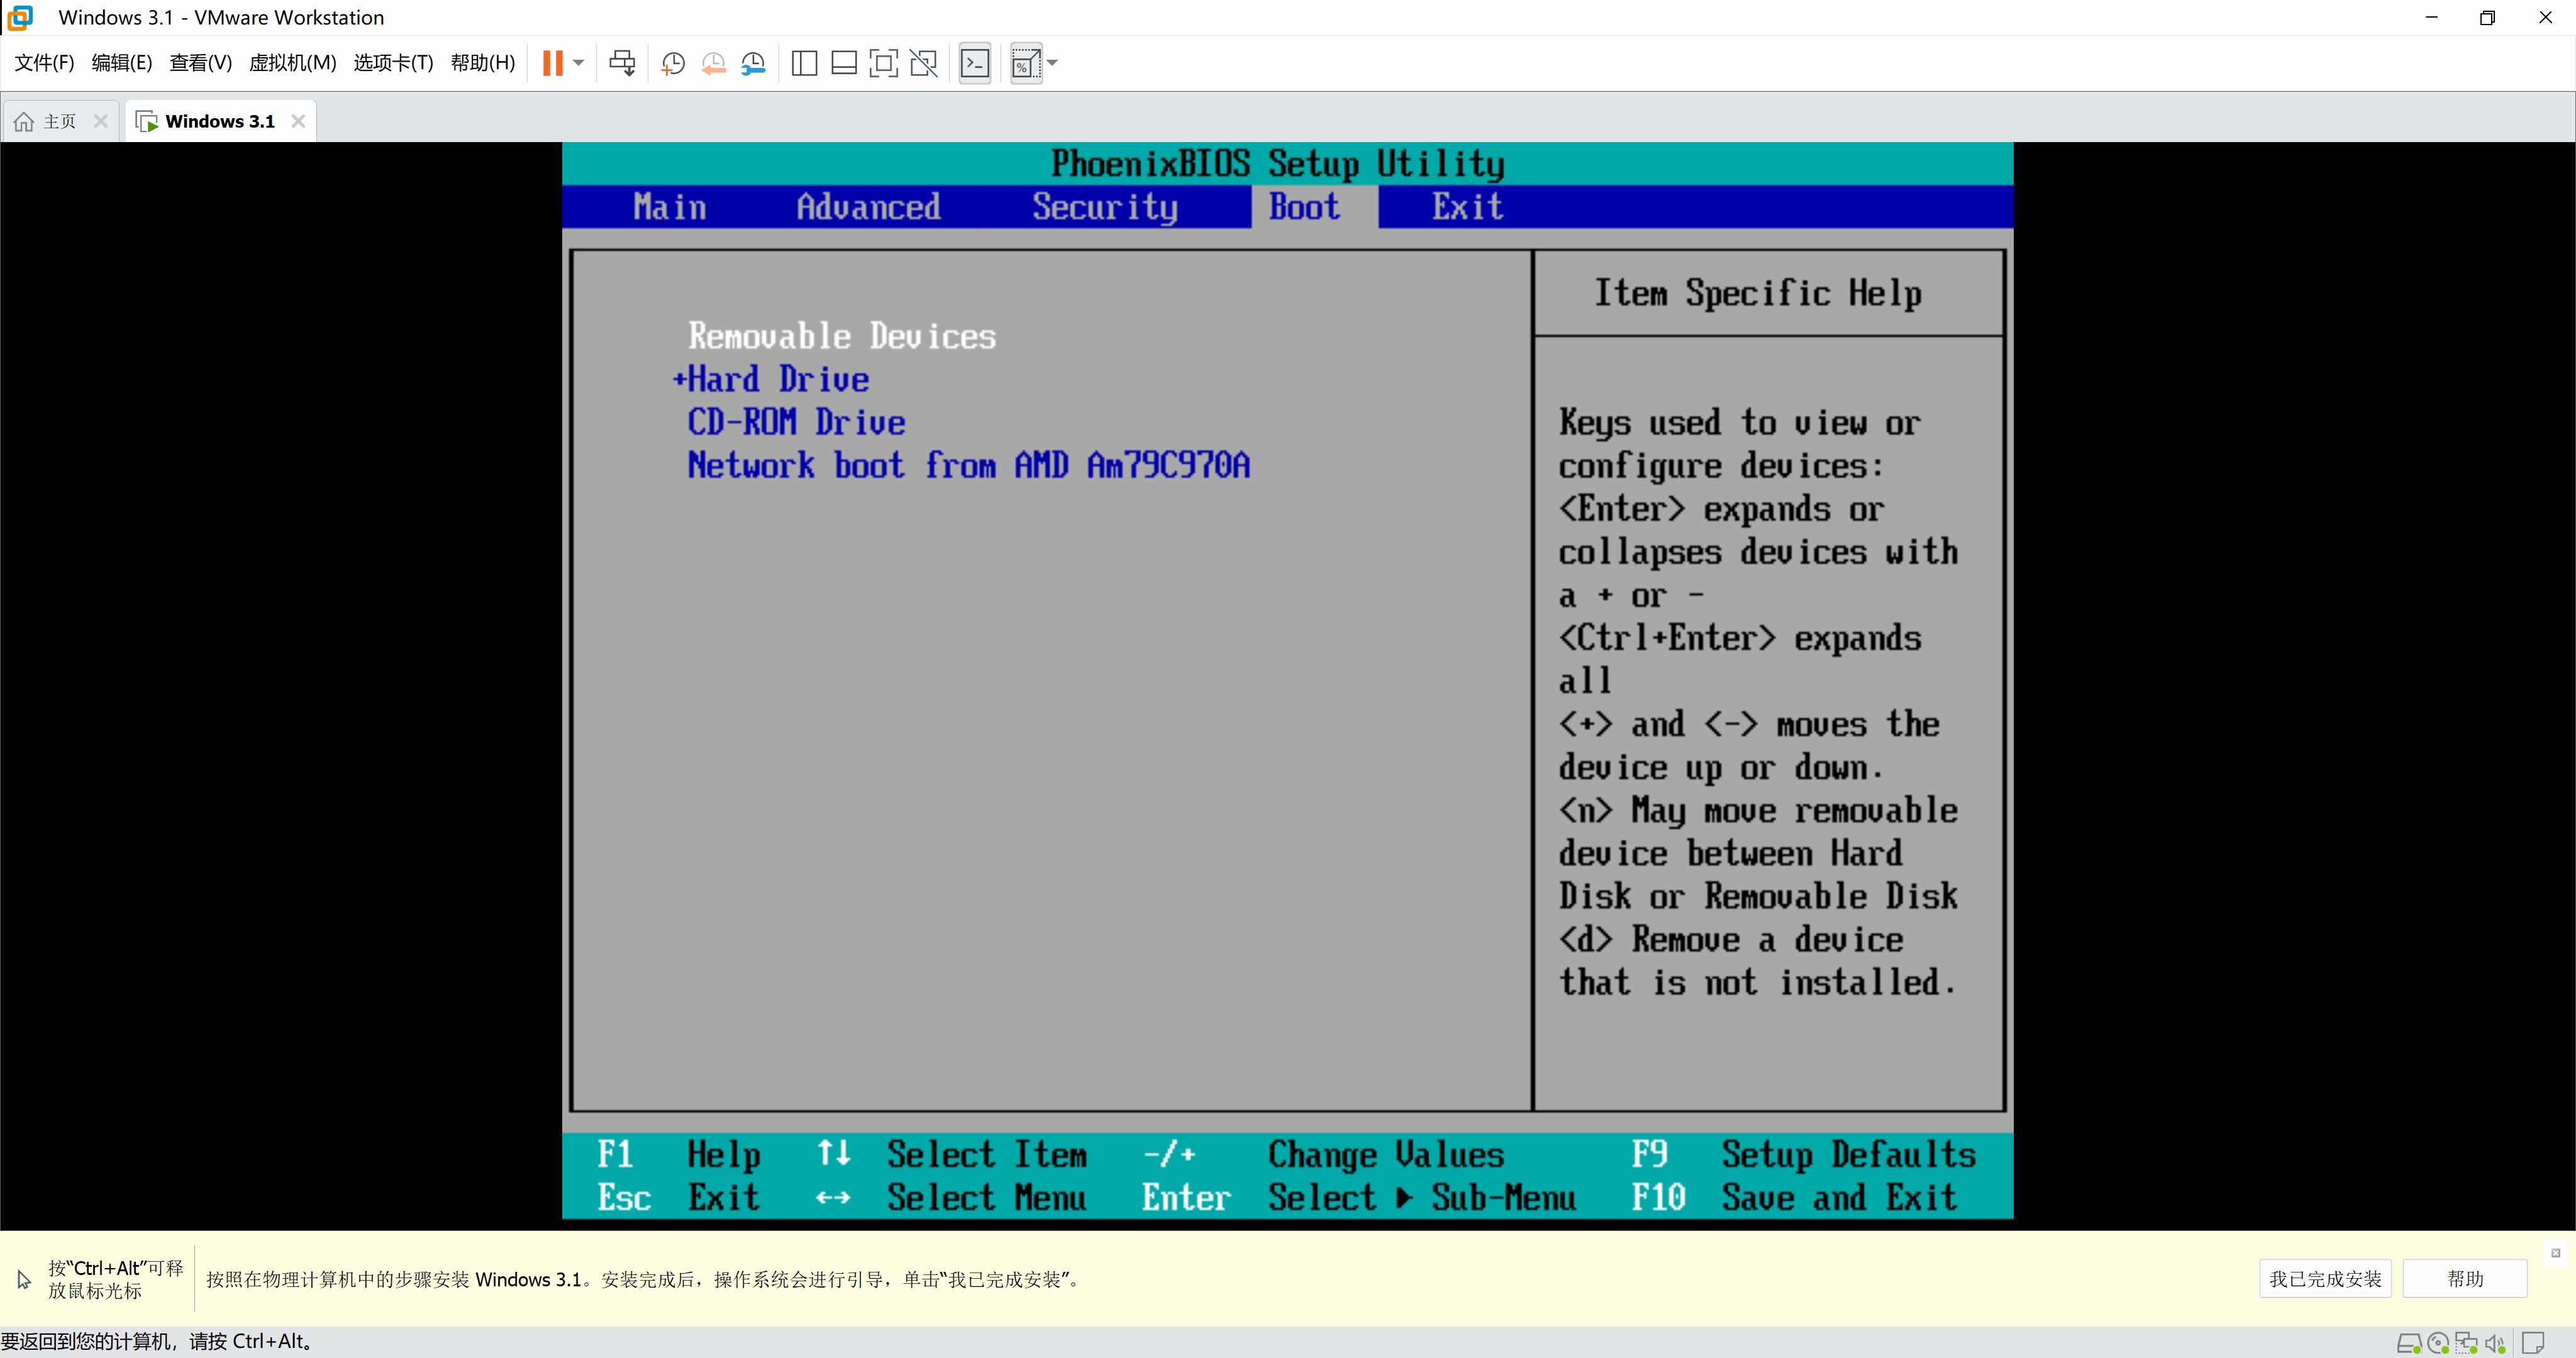 Windows 3.1 - VMware Workstation
文件(F) 编辑(E) 查看(V) 虚拟机(M) 选项卡(T) 帮助(H)
主页 Windows 3.1
PhoenixBIOS Setup Utility
Main Advanced Security Boot Exit
Removable Devices
+Hard Drive
CD-ROM Drive
Network boot from AMD Am79C970A
Item Specific Help
Keys used to view or
configure devices:
<Enter> expands or
collapses devices with
a + or -
<Ctrl+Enter> expands
all
<+> and <-> moves the
device up or down.
<n> May move removable
device between Hard
Disk or Removable Disk
<d> Remove a device
that is not installed.
F1 Help ↑↓ Select Item -/+ Change Values F9 Setup Defaults
Esc Exit ↔ Select Menu Enter Select ▶ Sub-Menu F10 Save and Exit
按“Ctrl+Alt”可释
放鼠标光标
按照在物理计算机中的步骤安装 Windows 3.1。安装完成后，操作系统会进行引导，单击“我已完成安装”。
我已完成安装 帮助
要返回到您的计算机，请按 Ctrl+Alt。